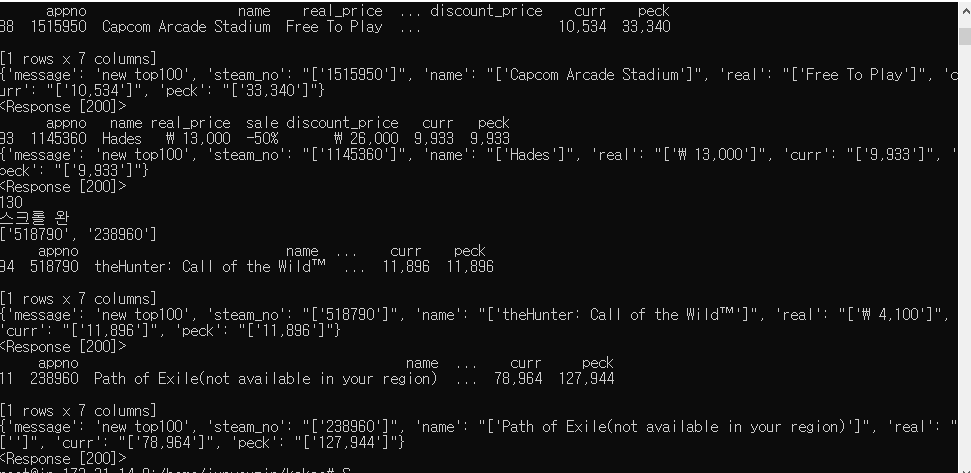 appno name real_price ... discount_price curr peck
88 1515950 Capcom Arcade Stadium Free To Play ... 10,534 33,340
[1 rows x 7 columns]
{'message': 'new top100', 'steam_no': "['1515950']", 'name': "['Capcom Arcade Stadium']", 'real': "['Free To Play']", 'c
urr': "['10,534']", 'peck': "['33,340']"}
<Response [200]>
appno name real_price sale discount_price curr peck
93 1145360 Hades ₩ 13,000 -50% ₩ 26,000 9,933 9,933
{'message': 'new top100', 'steam_no': "['1145360']", 'name': "['Hades']", 'real': "['₩ 13,000']", 'curr': "['9,933']", '
peck': "['9,933']"}
<Response [200]>
130
스크롤 완
['518790', '238960']
appno name ... curr peck
94 518790 theHunter: Call of the Wild™ ... 11,896 11,896
[1 rows x 7 columns]
{'message': 'new top100', 'steam_no': "['518790']", 'name': "['theHunter: Call of the Wild™']", 'real': "['₩ 4,100']",
'curr': "['11,896']", 'peck': "['11,896']"}
<Response [200]>
appno name ... curr peck
11 238960 Path of Exile(not available in your region) ... 78,964 127,944
[1 rows x 7 columns]
{'message': 'new top100', 'steam_no': "['238960']", 'name': "['Path of Exile(not available in your region)']", 'real': "
['']", 'curr': "['78,964']", 'peck': "['127,944']"}
<Response [200]>